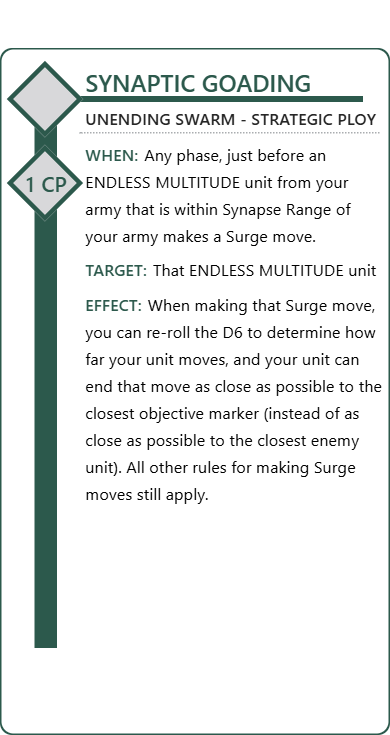 SYNAPTIC GOADING
UNENDING SWARM - STRATEGIC PLOY
WHEN: Any phase, just before an
ENDLESS MULTITUDE unit from your
army that is within Synapse Range of
your army makes a Surge move.
1 CP
TARGET: That ENDLESS MULTITUDE unit
EFFECT: When making that Surge move,
you can re-roll the D6 to determine how
far your unit moves, and your unit can
end that move as close as possible to the
closest objective marker (instead of as
close as possible to the closest enemy
unit). All other rules for making Surge
moves still apply.